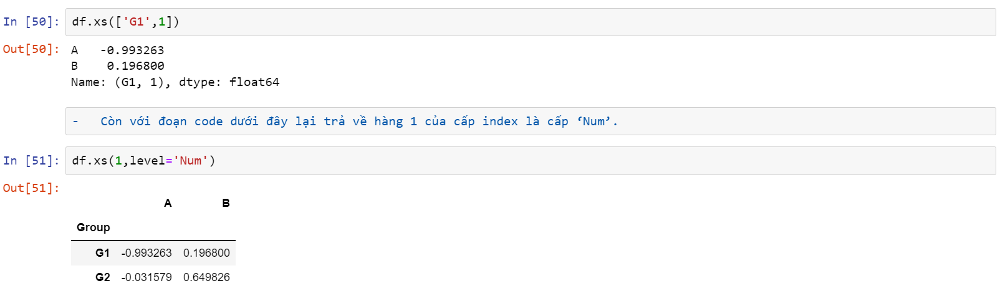 In [50]: df.xs(['G1',1])
Out[50]: A   -0.993263
B    0.196800
Name: (G1, 1), dtype: float64
-   Còn với đoạn code dưới đây lại trả về hàng 1 của cấp index là cấp ‘Num’.
In [51]: df.xs(1,level='Num')
Out[51]:
A B
Group
G1 -0.993263 0.196800
G2 -0.031579 0.649826